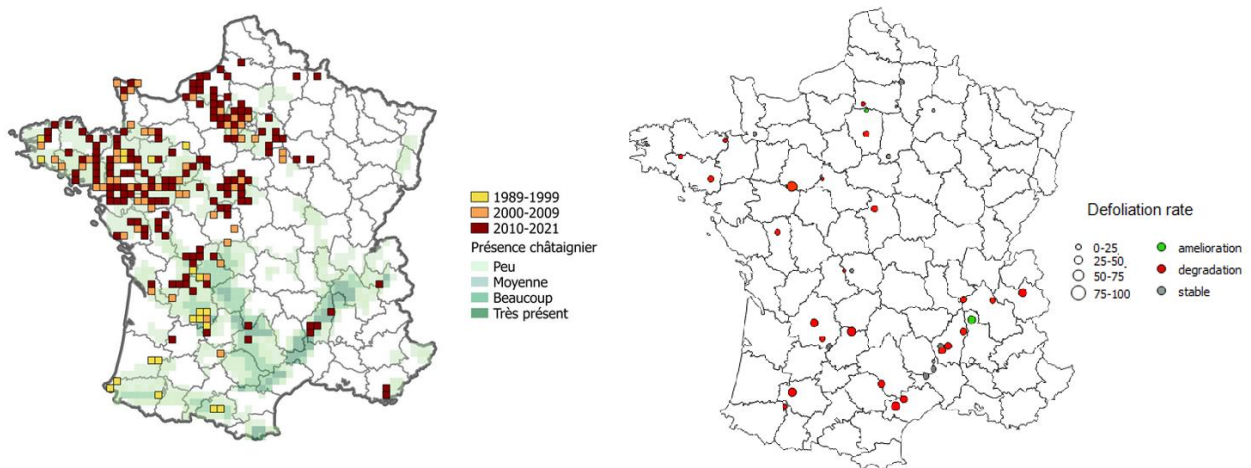 1989-1999
2000-2009
2010-2021
Présence châtaignier
Peu
Moyenne
Beaucoup
Très présent
Defoliation rate
0-25
25-50
50-75
75-100
amelioration
degradation
stable